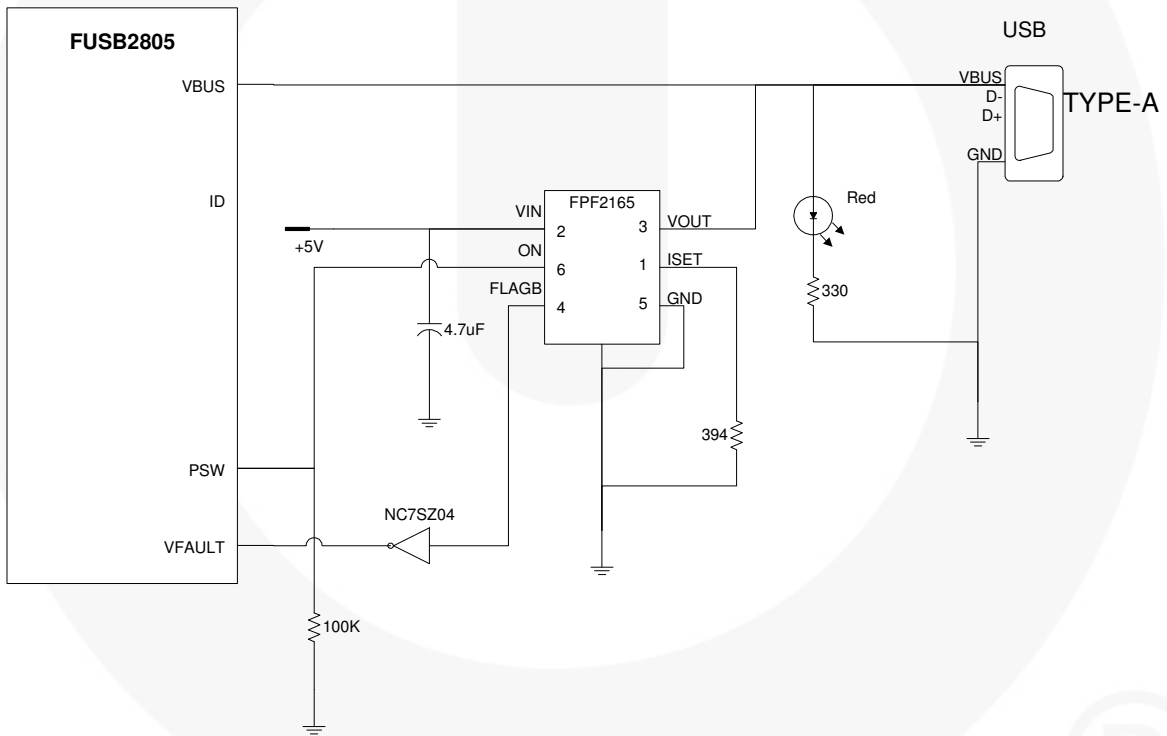 USB
FUSB2805
VBUS
VBUS
D-
TYPE-A
D+
GND
ID
FPF2165
Red
VIN
2
3
VOUT
+5V
ON
6
1
ISET
FLAGB
4
5
GND
330
4.7uF
394
PSW
NC7SZ04
VFAULT
100K